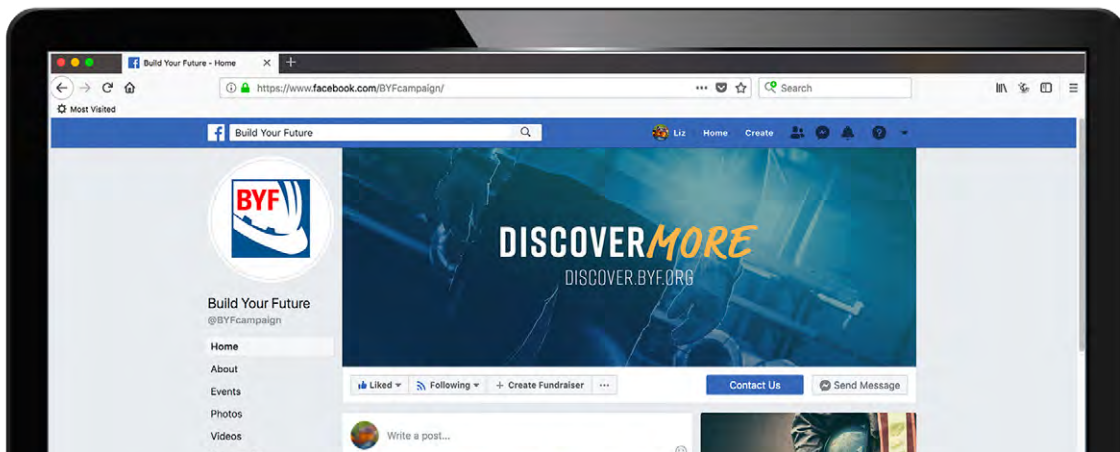 Build Your Future - Home
https://www.facebook.com/BYFcampaign/
Search
Most Visited
Build Your Future
Liz
Home
Create
BYF
DISCOVER MORE
DISCOVER.BYF.ORG
Build Your Future
@BYFcampaign
Home
About
Events
Photos
Videos
Liked
Following
+ Create Fundraiser
Contact Us
Send Message
Write a post...